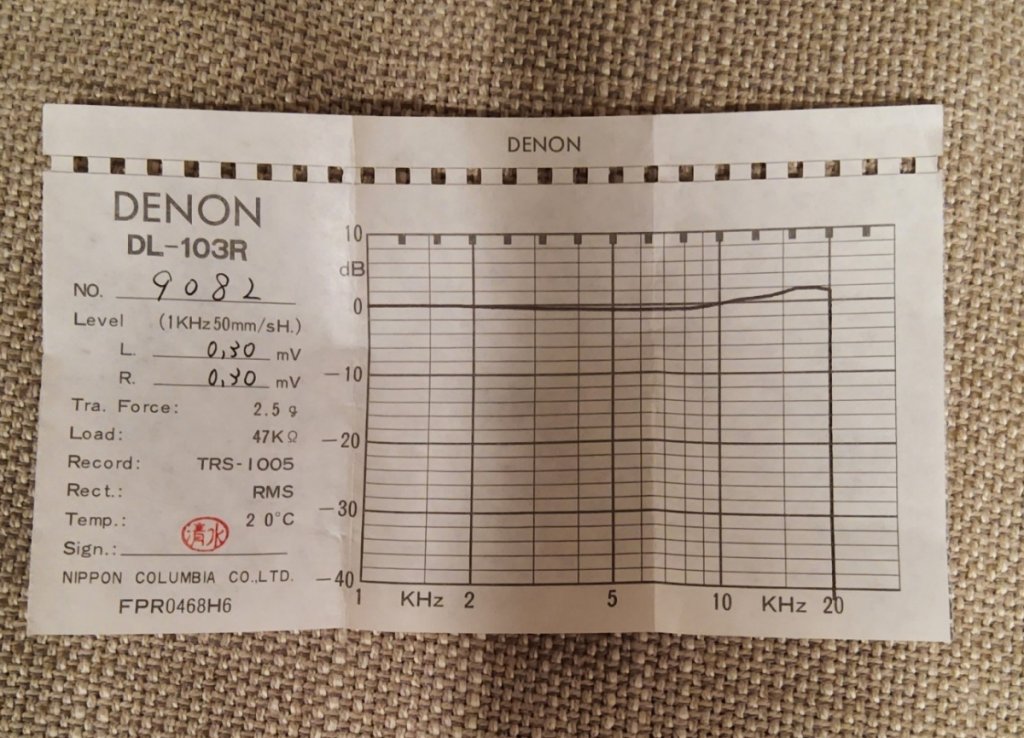 DENON
DENON
DL-103R
NO. 9082
Level (1KHz 50mm/sH.)
L. 0,30 mV
R. 0,30 mV
Tra. Force: 2.5 g
Load: 47KΩ
Record: TRS-1005
Rect.: RMS
Temp.: 20°C
清水
Sign.:
NIPPON COLUMBIA CO.,LTD.
FPR0468H6
10
dB
0
-10
-20
-30
-40
1 KHz 2 5 10 KHz 20